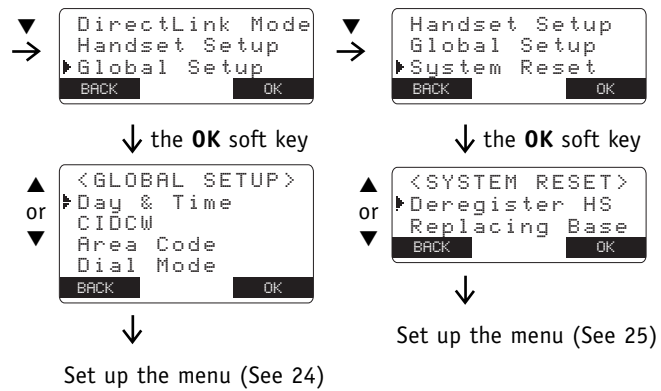 DirectLink Mode
Handset Setup
Global Setup
BACK OK
the OK soft key
<GLOBAL SETUP>
or
Day & Time
CIDCW
Area Code
Dial Mode
BACK OK
Set up the menu (See 24)
Handset Setup
Global Setup
System Reset
BACK OK
the OK soft key
<SYSTEM RESET>
or
Deregister HS
Replacing Base
BACK OK
Set up the menu (See 25)